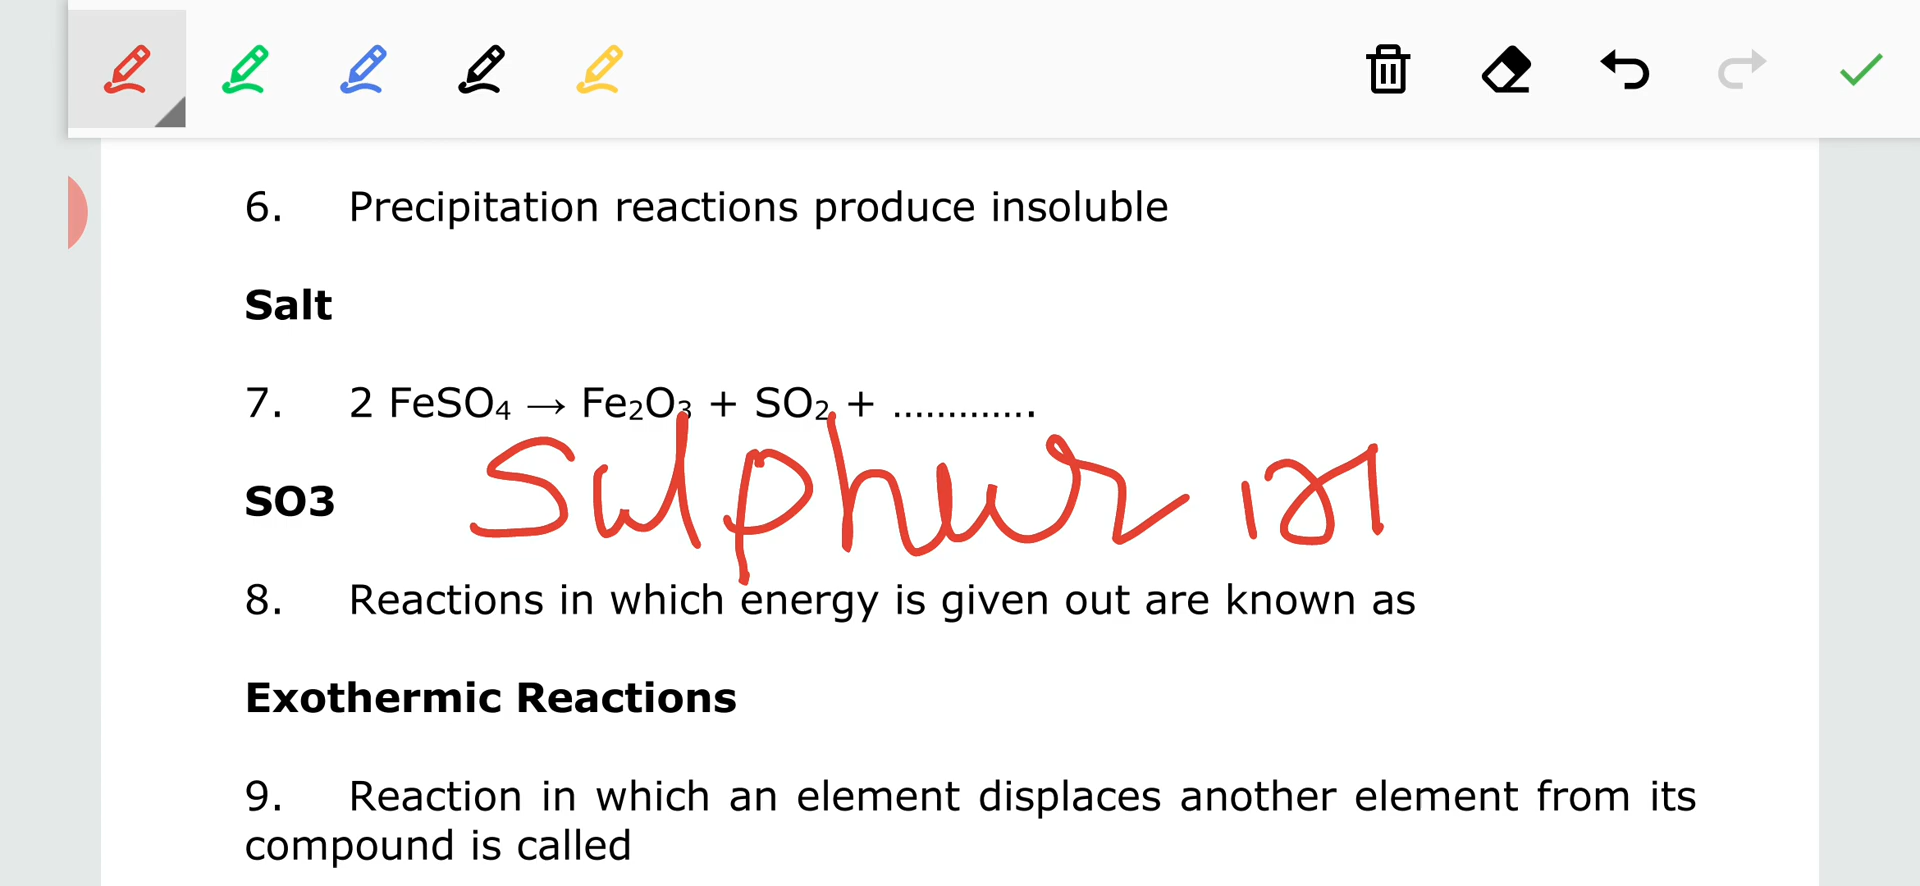 6. Precipitation reactions produce insoluble
Salt
7. 2 FeSO₄ → Fe₂O₃ + SO₂ + .............
Sulphur
SO3
8. Reactions in which energy is given out are known as
Exothermic Reactions
9. Reaction in which an element displaces another element from its
compound is called